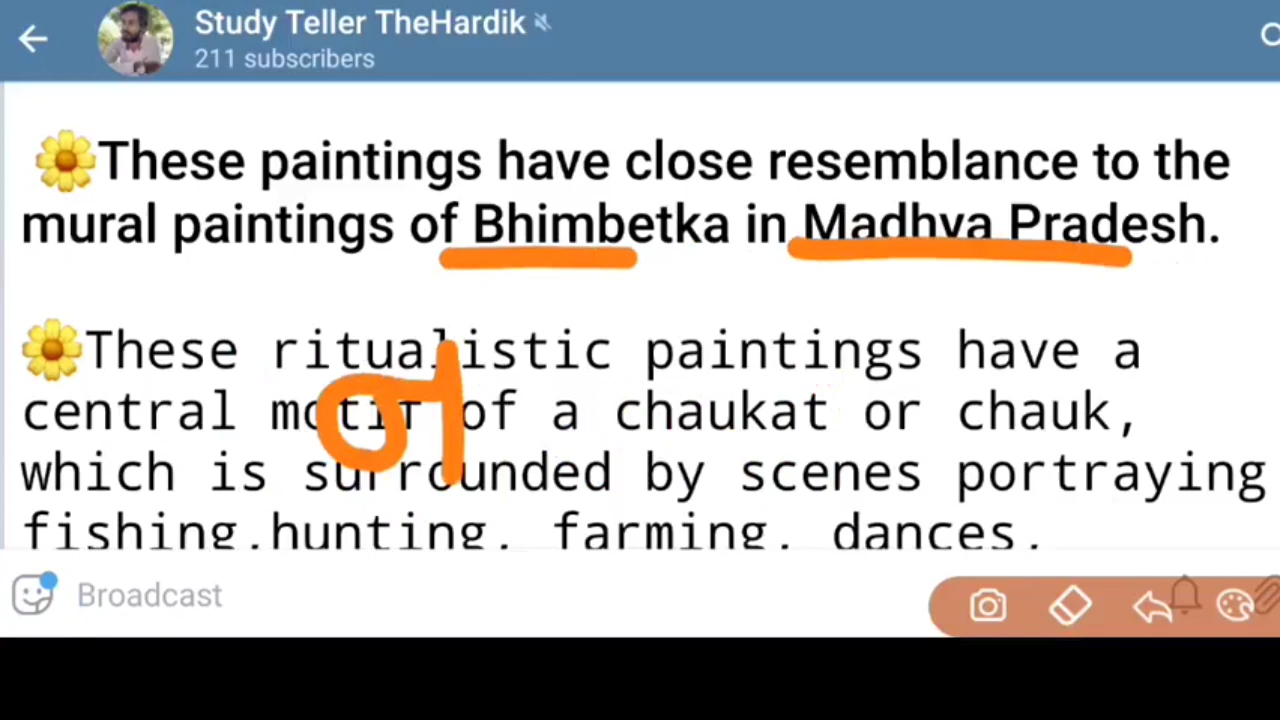 Study Teller TheHardik
211 subscribers
These paintings have close resemblance to the
mural paintings of Bhimbetka in Madhya Pradesh.
These ritualistic paintings have a
central motif of a chaukat or chauk,
which is surrounded by scenes portraying
fishing,hunting, farming, dances,
Broadcast